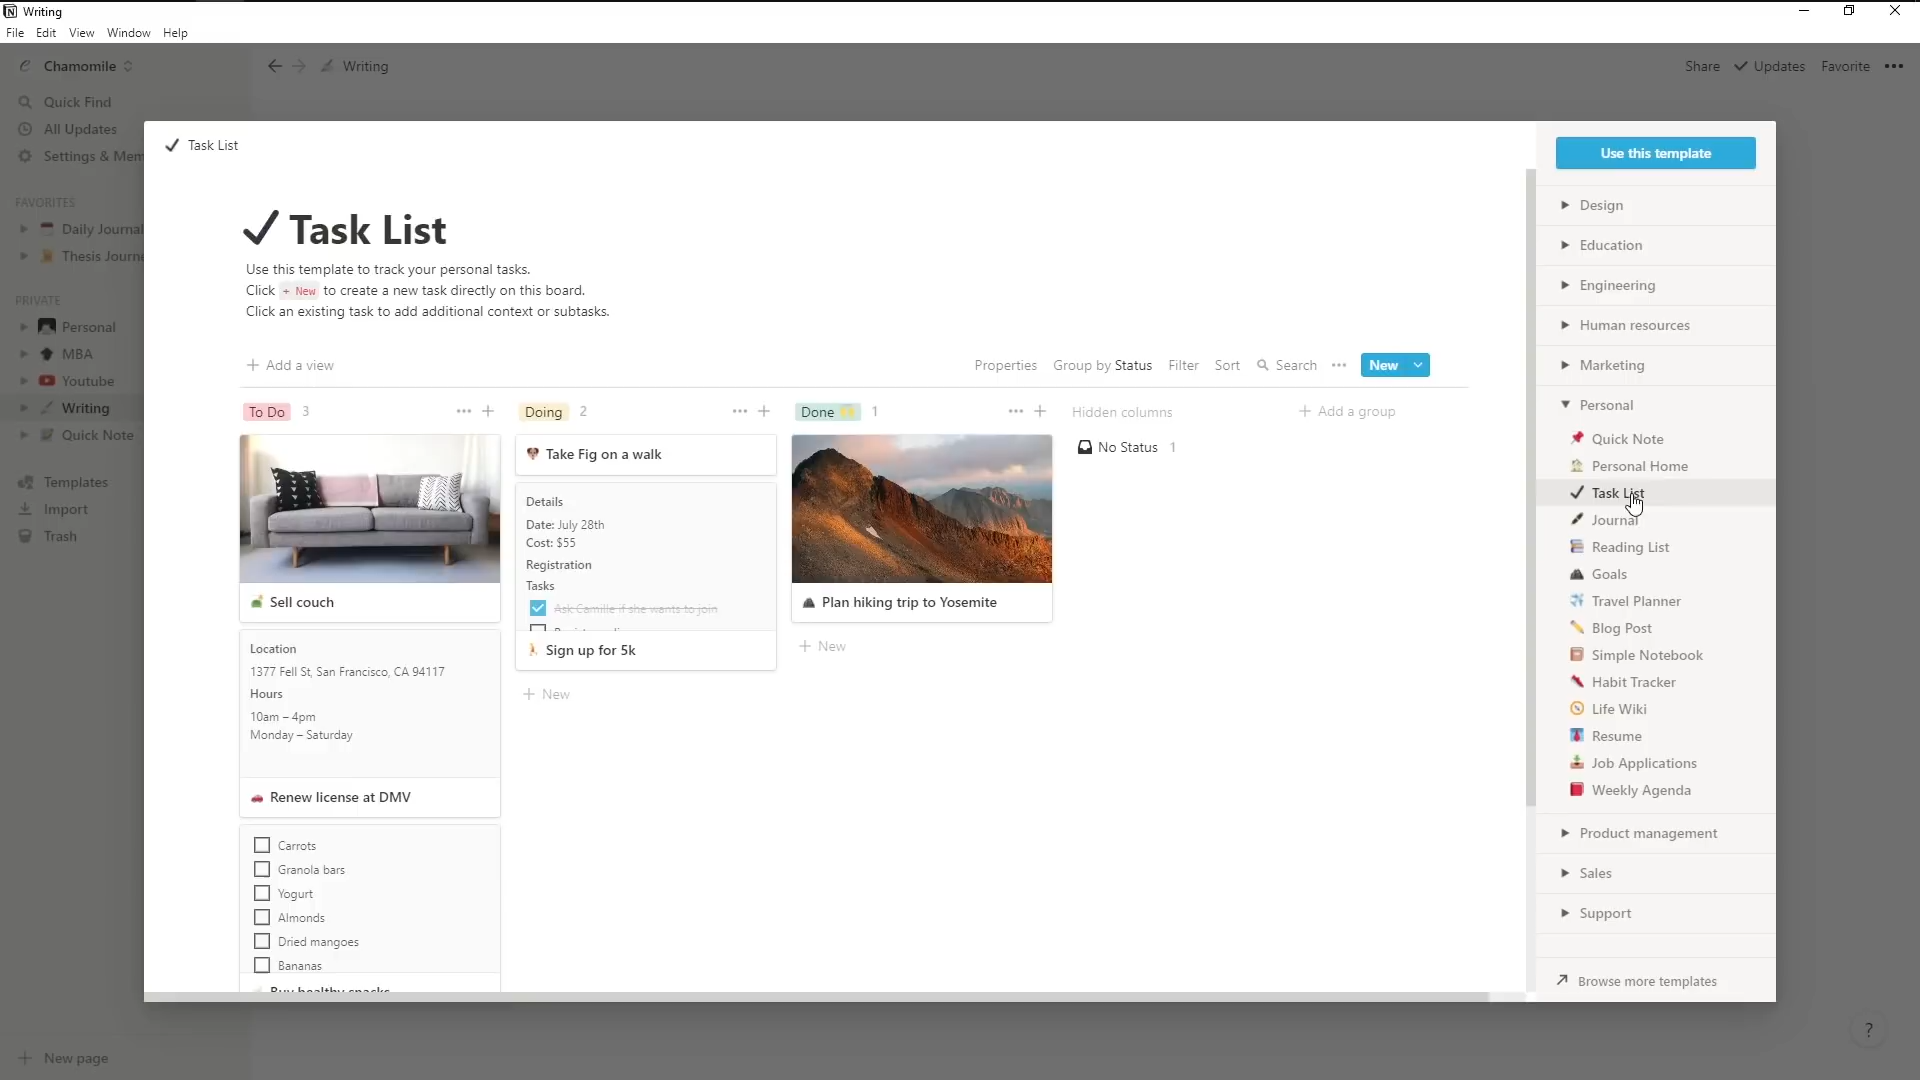 Writing
File Edit View Window Help
Chamomile
Writing
Share Updates Favorite
Quick Find
All Updates
Settings & Mem
FAVORITES
Daily Journal
Thesis Journe
PRIVATE
Personal
MBA
Youtube
Writing
Quick Note
Templates
Import
Trash
+ New page
Task List
Task List
Use this template to track your personal tasks.
Click + New to create a new task directly on this board.
Click an existing task to add additional context or subtasks.
+ Add a view
Properties Group by Status Filter Sort Search ••• New
To Do 3 ••• +
Sell couch
Location
1377 Fell St, San Francisco, CA 94117
Hours
10am – 4pm
Monday – Saturday
Renew license at DMV
Carrots
Granola bars
Yogurt
Almonds
Dried mangoes
Bananas
Buy healthy snacks
Doing 2 ••• +
Take Fig on a walk
Details
Date: July 28th
Cost: $55
Registration
Tasks
Ask Camille if she wants to join
Sign up for 5k
+ New
Done 1 ••• +
Plan hiking trip to Yosemite
+ New
Hidden columns
No Status 1
+ Add a group
Use this template
Design
Education
Engineering
Human resources
Marketing
Personal
Quick Note
Personal Home
Task List
Journal
Reading List
Goals
Travel Planner
Blog Post
Simple Notebook
Habit Tracker
Life Wiki
Resume
Job Applications
Weekly Agenda
Product management
Sales
Support
Browse more templates
?